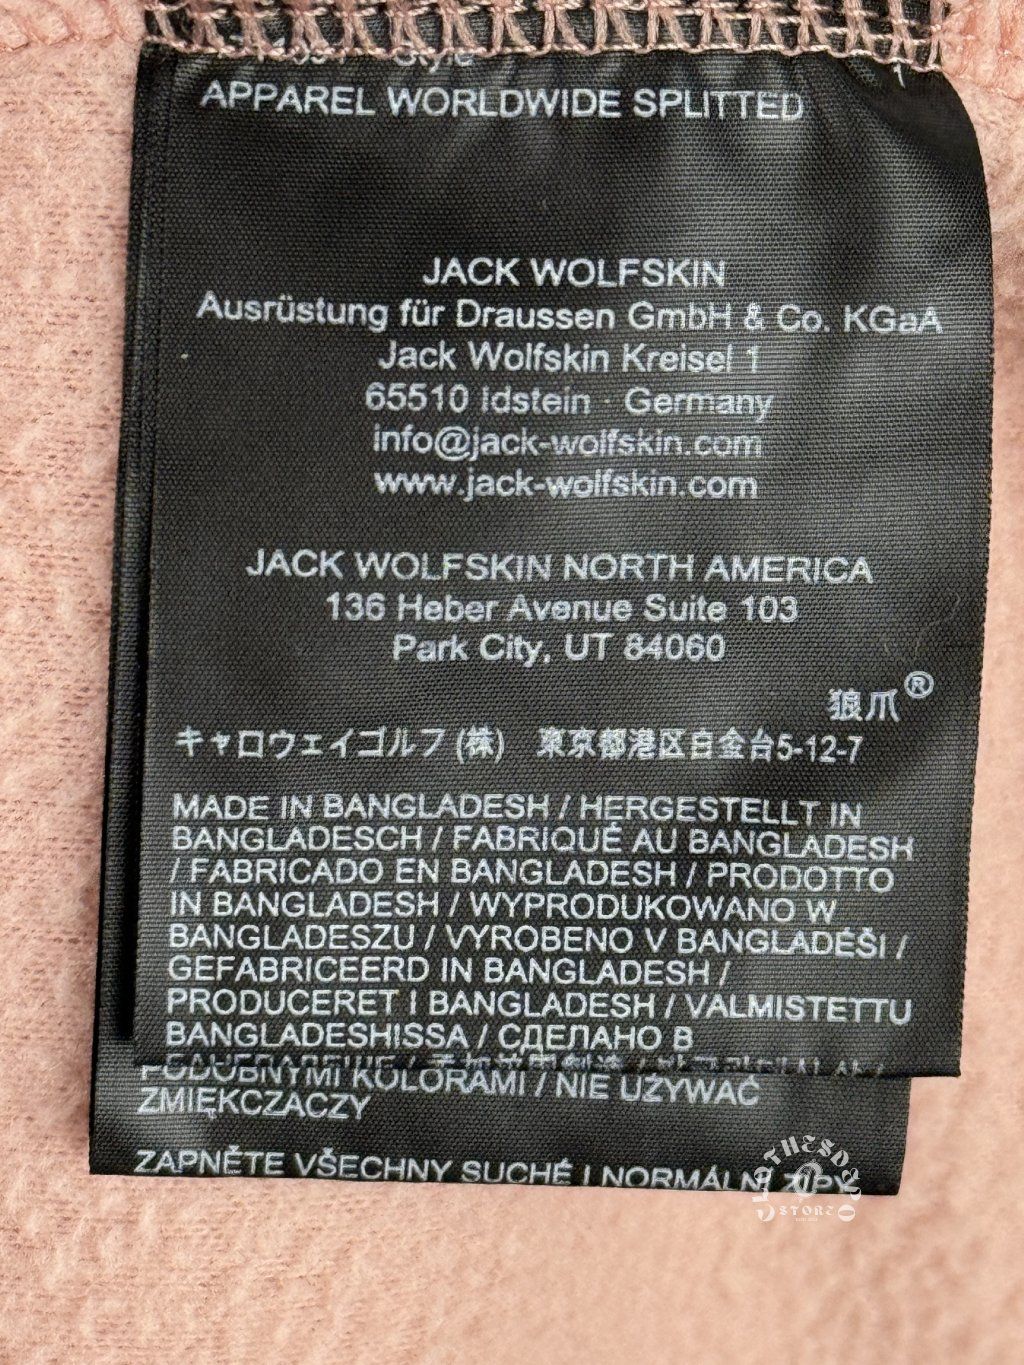 Style
APPAREL WORLDWIDE SPLITTED
JACK WOLFSKIN
Ausrüstung für Draussen GmbH & Co. KGaA
Jack Wolfskin Kreisel 1
65510 Idstein · Germany
info@jack-wolfskin.com
www.jack-wolfskin.com
JACK WOLFSKIN NORTH AMERICA
136 Heber Avenue Suite 103
Park City, UT 84060
狼爪®
キャロウェイゴルフ(株) 東京都港区白金台5-12-7
MADE IN BANGLADESH / HERGESTELLT IN
BANGLADESCH / FABRIQUÉ AU BANGLADESH
/ FABRICADO EN BANGLADESH / PRODOTTO
IN BANGLADESH / WYPRODUKOWANO W
BANGLADESZU / VYROBENO V BANGLADÉŠI /
GEFABRICEERD IN BANGLADESH /
PRODUCERET I BANGLADESH / VALMISTETTU
BANGLADESHISSA / СДЕЛАНО В
PODOBNYMI KOLORAMI / NIE UŻYWAĆ
ZMIĘKCZACZY
ZAPNĚTE VŠECHNY SUCHÉ I NORMÁLNÍ ZIPY
CLOTHESDEPO
STORE